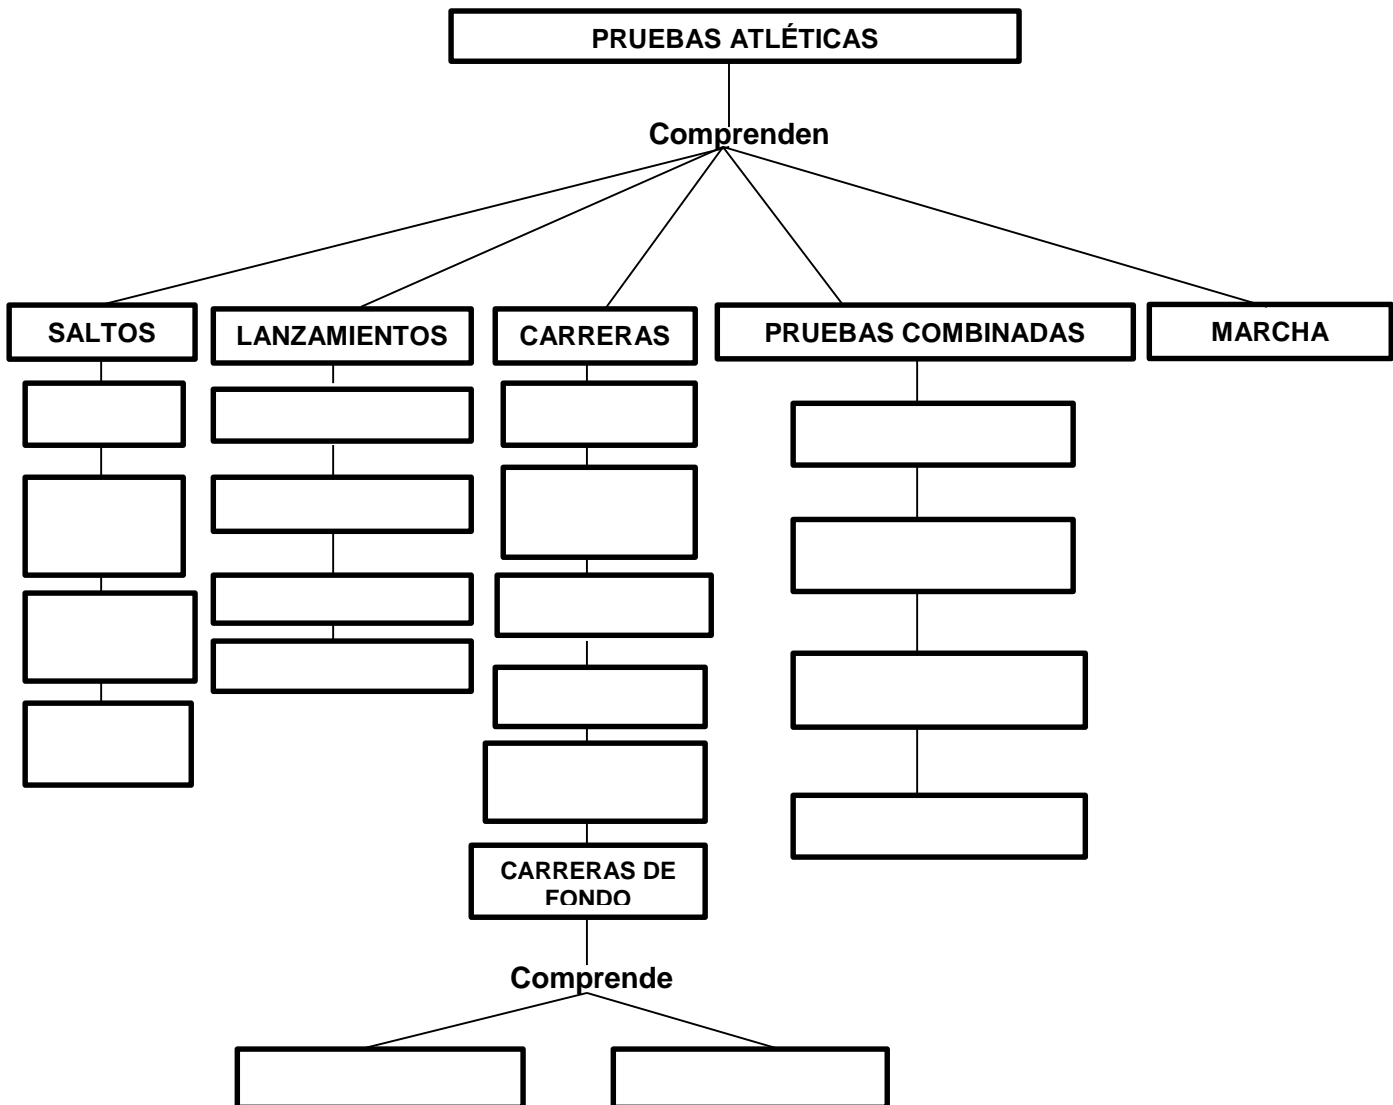 PRUEBAS ATLÉTICAS
Comprenden
SALTOS
LANZAMIENTOS
CARRERAS
PRUEBAS COMBINADAS
MARCHA
CARRERAS DE
FONDO
Comprende